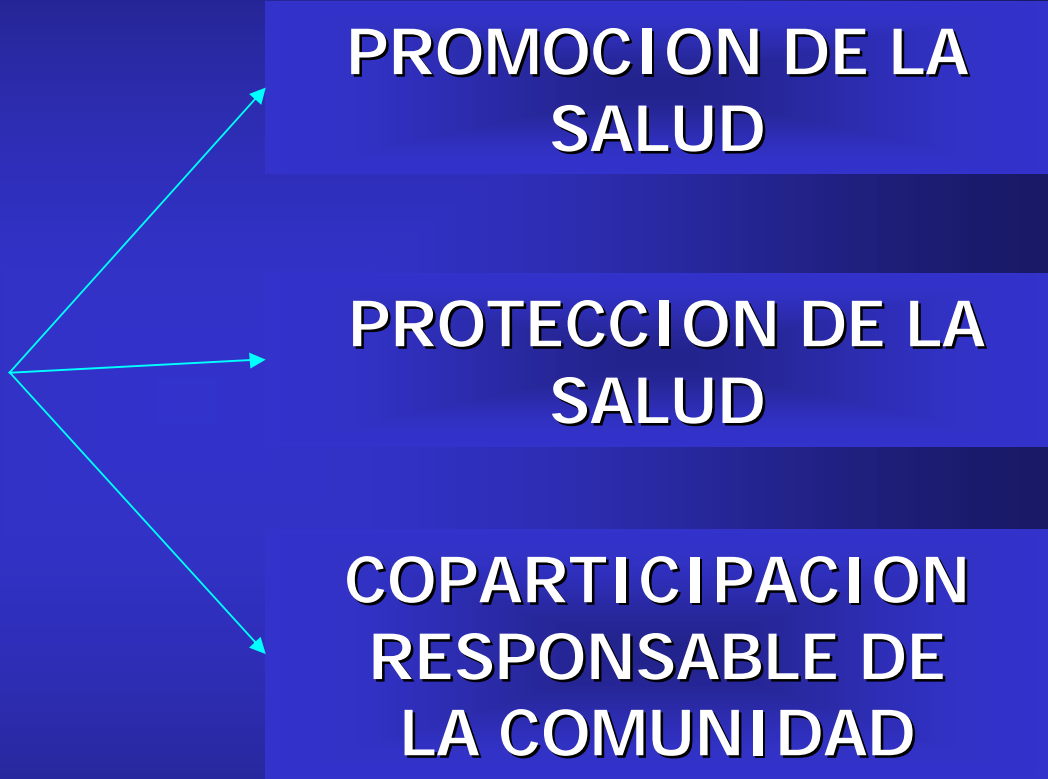 PROMOCION DE LA
SALUD
PROTECCION DE LA
SALUD
COPARTICIPACION
RESPONSABLE DE
LA COMUNIDAD